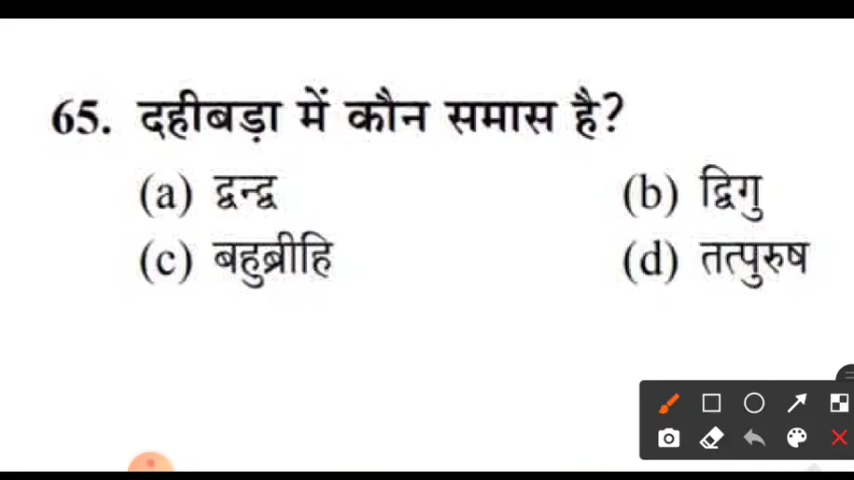 65. दहीबड़ा में कौन समास है?
(a) द्वन्द्व (b) द्विगु
(c) बहुब्रीहि (d) तत्पुरुष